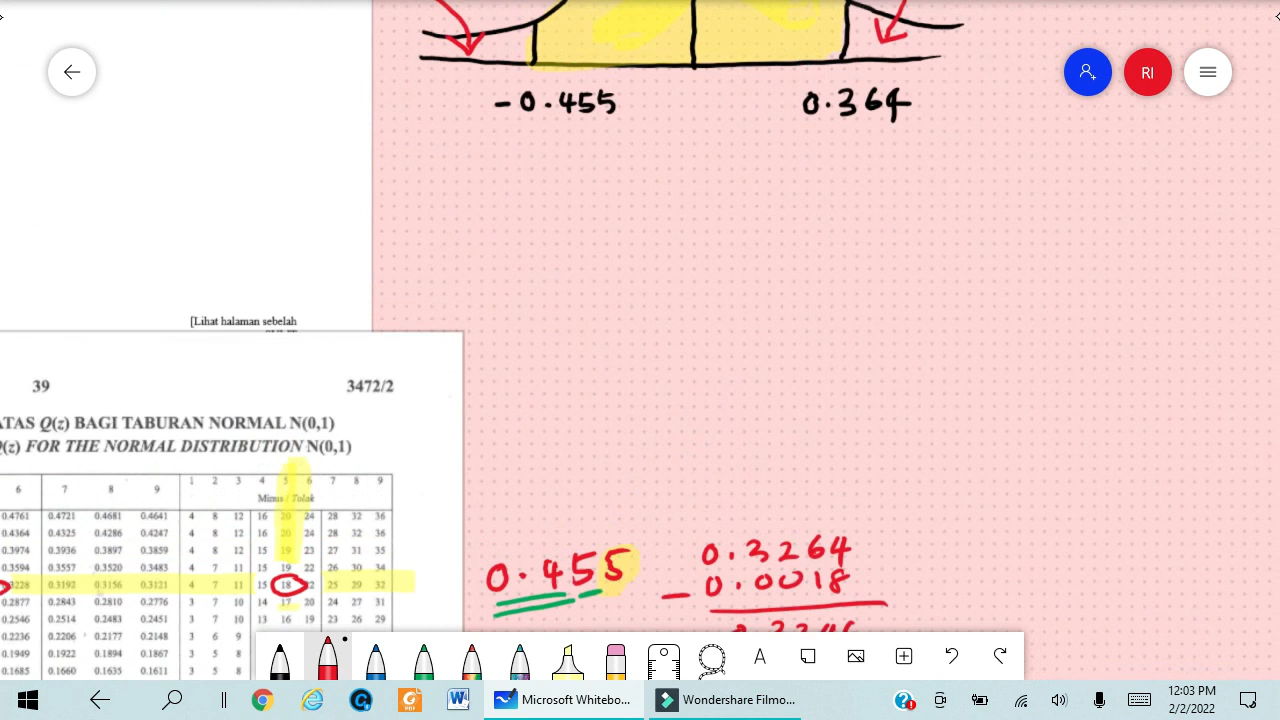 RI
-0.455 0.364
[Lihat halaman sebelah
39 3472/2
ATAS Q(z) BAGI TABURAN NORMAL N(0,1)
Q(z) FOR THE NORMAL DISTRIBUTION N(0,1)
6 7 8 9 1 2 3 4 5 6 7 8 9
Minus / Tolak
0.4761 0.4721 0.4681 0.4641 4 8 12 16 20 24 28 32 36
0.4364 0.4325 0.4286 0.4247 4 8 12 16 20 24 28 32 36
0.3974 0.3936 0.3897 0.3859 4 8 12 15 19 23 27 31 35
0.3594 0.3557 0.3520 0.3483 4 7 11 15 19 22 26 30 34
0.3192 0.3156 0.3121 4 7 11 15 18 22 25 29 32
0.2877 0.2843 0.2810 0.2776 3 7 10 14 17 20 24 27 31
0.2546 0.2514 0.2483 0.2451 3 7 10 13 16 19 23 26 29
0.2236 0.2206 0.2177 0.2148 3 6 9
0.1949 0.1922 0.1894 0.1867 3 5 8
0.1685 0.1660 0.1635 0.1611 3 5 8
0.455
0.3264
- 0.0018
A
Microsoft Whitebo...
Wondershare Filmo...
12:03 PM
2/2/2022